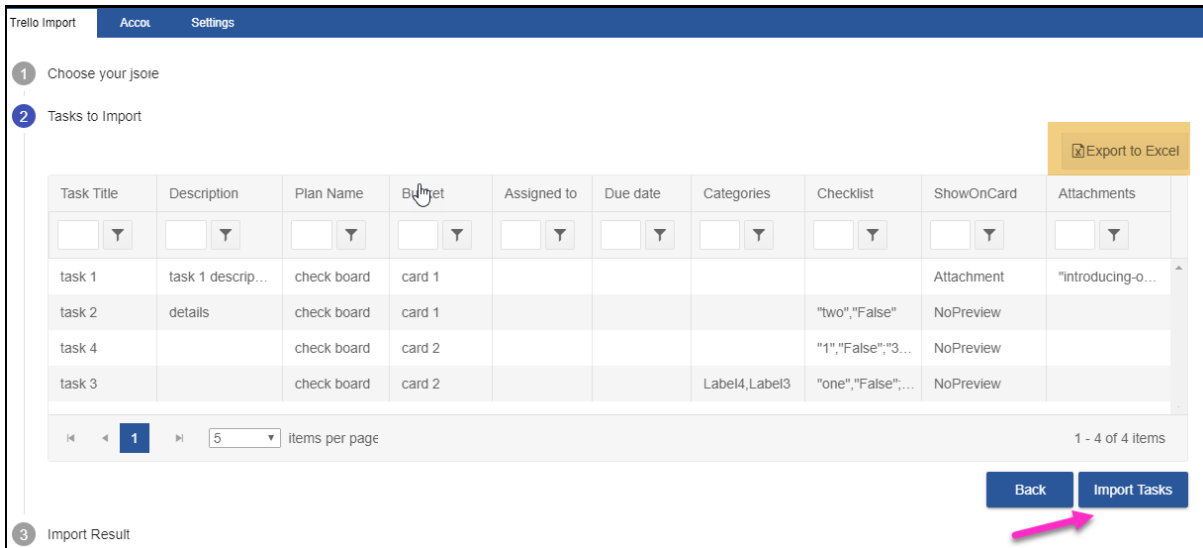 Trello Import Accou Settings
1 Choose your jsore
2 Tasks to Import
Export to Excel
Task Title Description Plan Name Assigned to Due date Categories Checklist ShowOnCard Attachments
task 1 task 1 descrip... check board card 1 Attachment "introducing-o...
task 2 details check board card 1 "two","False" NoPreview
task 4 check board card 2 "1","False";"3... NoPreview
task 3 check board card 2 Label4,Label3 "one","False";... NoPreview
1 5 items per page 1 - 4 of 4 items
Back Import Tasks
3 Import Result